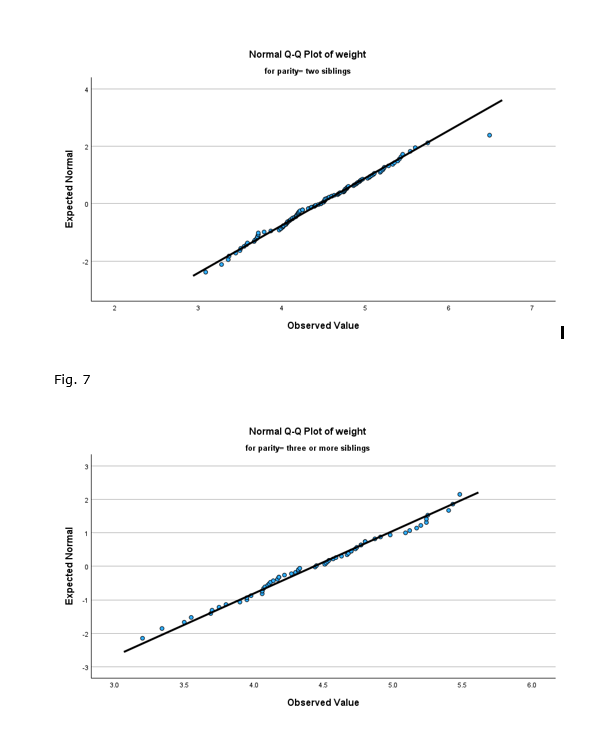 Normal Q-Q Plot of weight
for parity= two siblings
4
2
0
-2
Expected Normal
2 3 4 5 6 7
Observed Value
Fig. 7
Normal Q-Q Plot of weight
for parity= three or more siblings
3
2
1
0
-1
-2
-3
Expected Normal
3.0 3.5 4.0 4.5 5.0 5.5 6.0
Observed Value